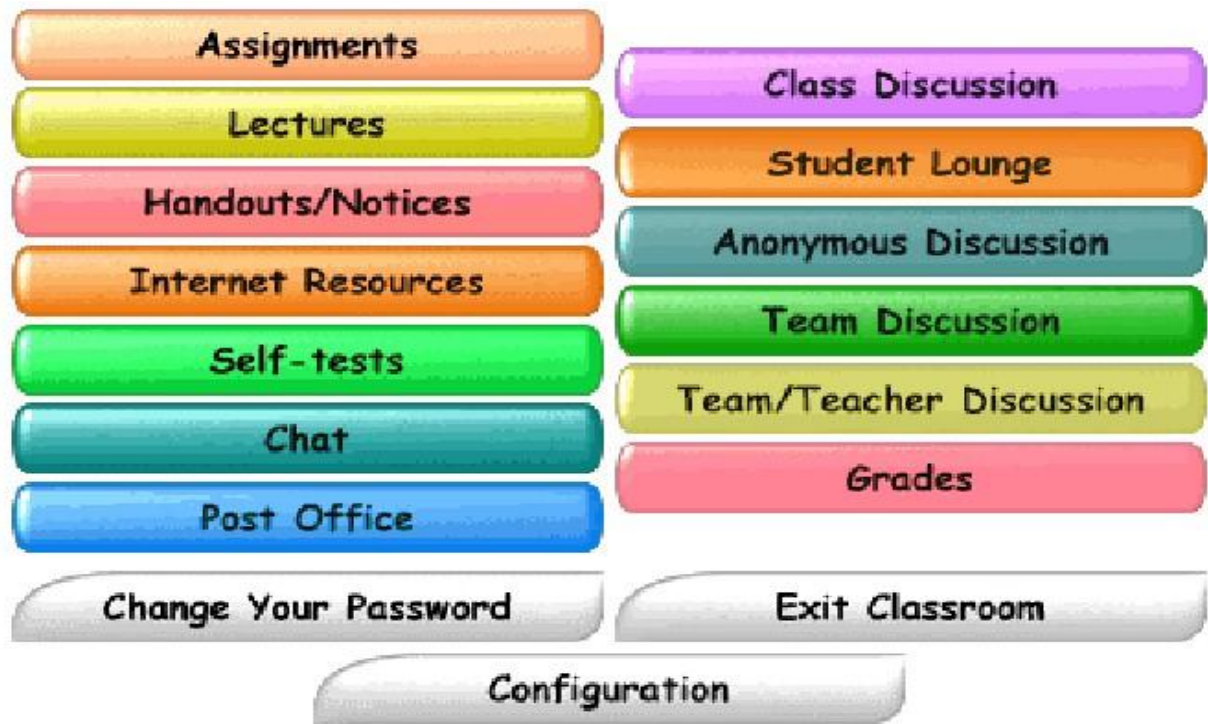 Assignments
Lectures
Handouts/Notices
Internet Resources
Self-tests
Chat
Post Office
Class Discussion
Student Lounge
Anonymous Discussion
Team Discussion
Team/Teacher Discussion
Grades
Change Your Password
Exit Classroom
Configuration